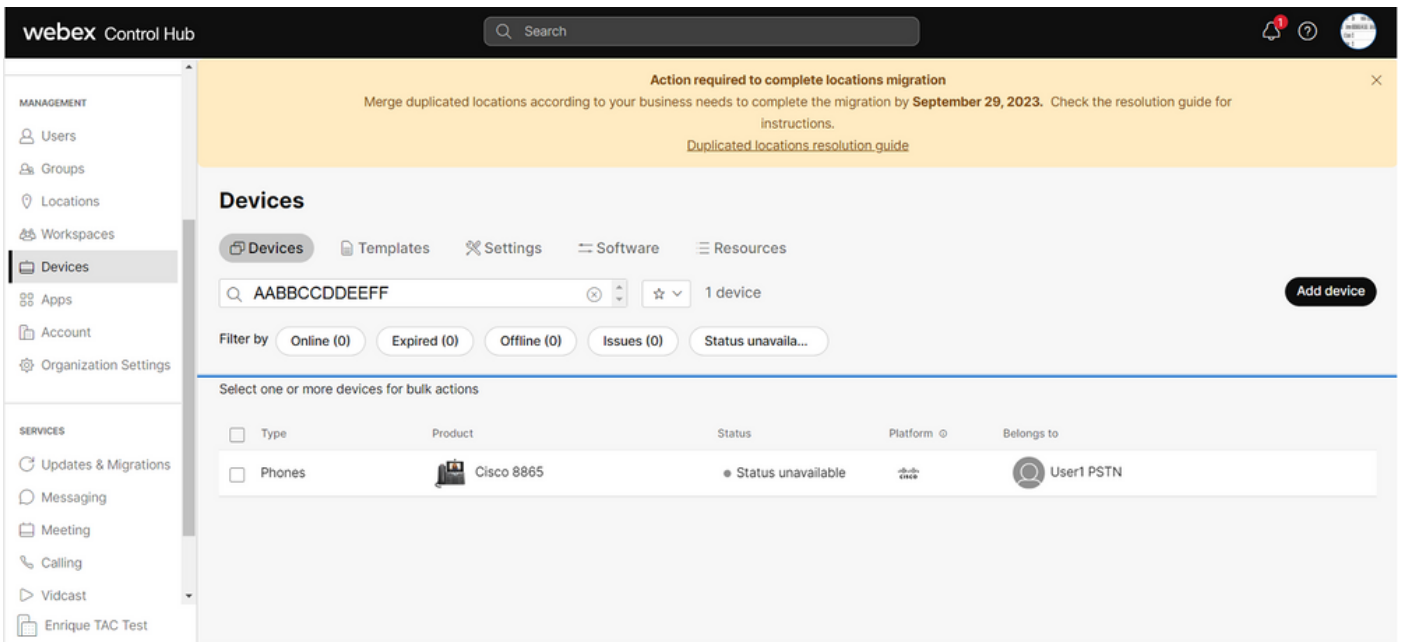 webex Control Hub
Search
1
Action required to complete locations migration
Merge duplicated locations according to your business needs to complete the migration by September 29, 2023. Check the resolution guide for
instructions.
Duplicated locations resolution guide
MANAGEMENT
Users
Groups
Locations
Workspaces
Devices
Apps
Account
Organization Settings
SERVICES
Updates & Migrations
Messaging
Meeting
Calling
Vidcast
Enrique TAC Test
Devices
Devices Templates Settings Software Resources
AABBCCDDEEFF 1 device Add device
Filter by Online (0) Expired (0) Offline (0) Issues (0) Status unavaila...
Select one or more devices for bulk actions
Type Product Status Platform Belongs to
Phones Cisco 8865 Status unavailable cisco User1 PSTN